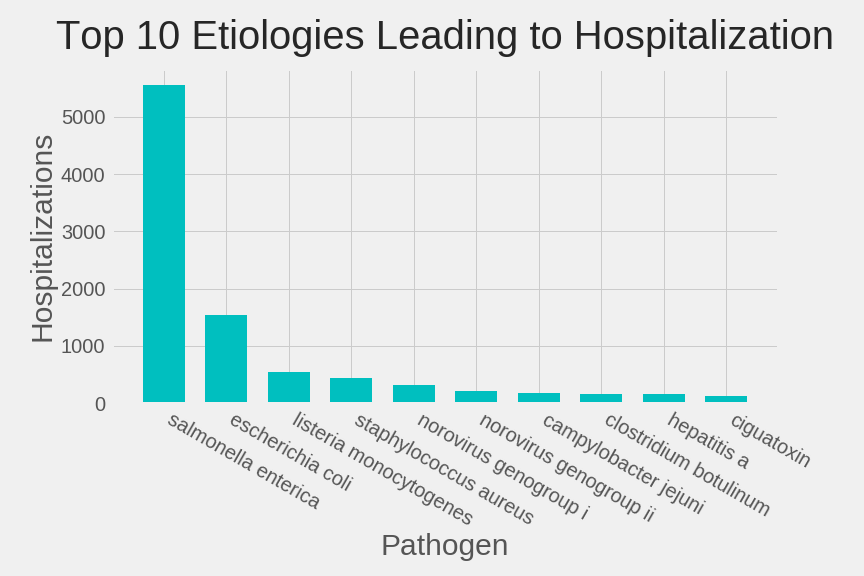 Top 10 Etiologies Leading to Hospitalization
Hospitalizations
5000
4000
3000
2000
1000
0
salmonella enterica
escherichia coli
listeria monocytogenes
staphylococcus aureus
norovirus genogroup i
norovirus genogroup ii
campylobacter jejuni
clostridium botulinum
hepatitis a
ciguatoxin
Pathogen